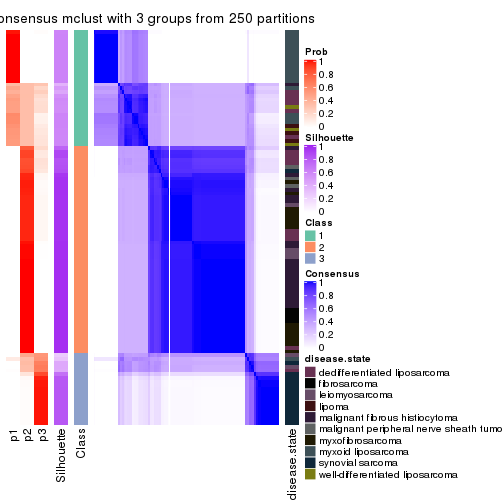 onsensus mclust with 3 groups from 250 partitions
Prob
1
0.8
0.6
0.4
0.2
0
Silhouette
1
0.8
0.6
0.4
0.2
0
Class
1
2
3
Consensus
1
0.8
0.6
0.4
0.2
0
disease.state
dedifferentiated liposarcoma
fibrosarcoma
leiomyosarcoma
lipoma
malignant fibrous histiocytoma
malignant peripheral nerve sheath tumo
myxofibrosarcoma
myxoid liposarcoma
synovial sarcoma
well-differentiated liposarcoma
p1
p2
p3
Silhouette
Class
disease.state